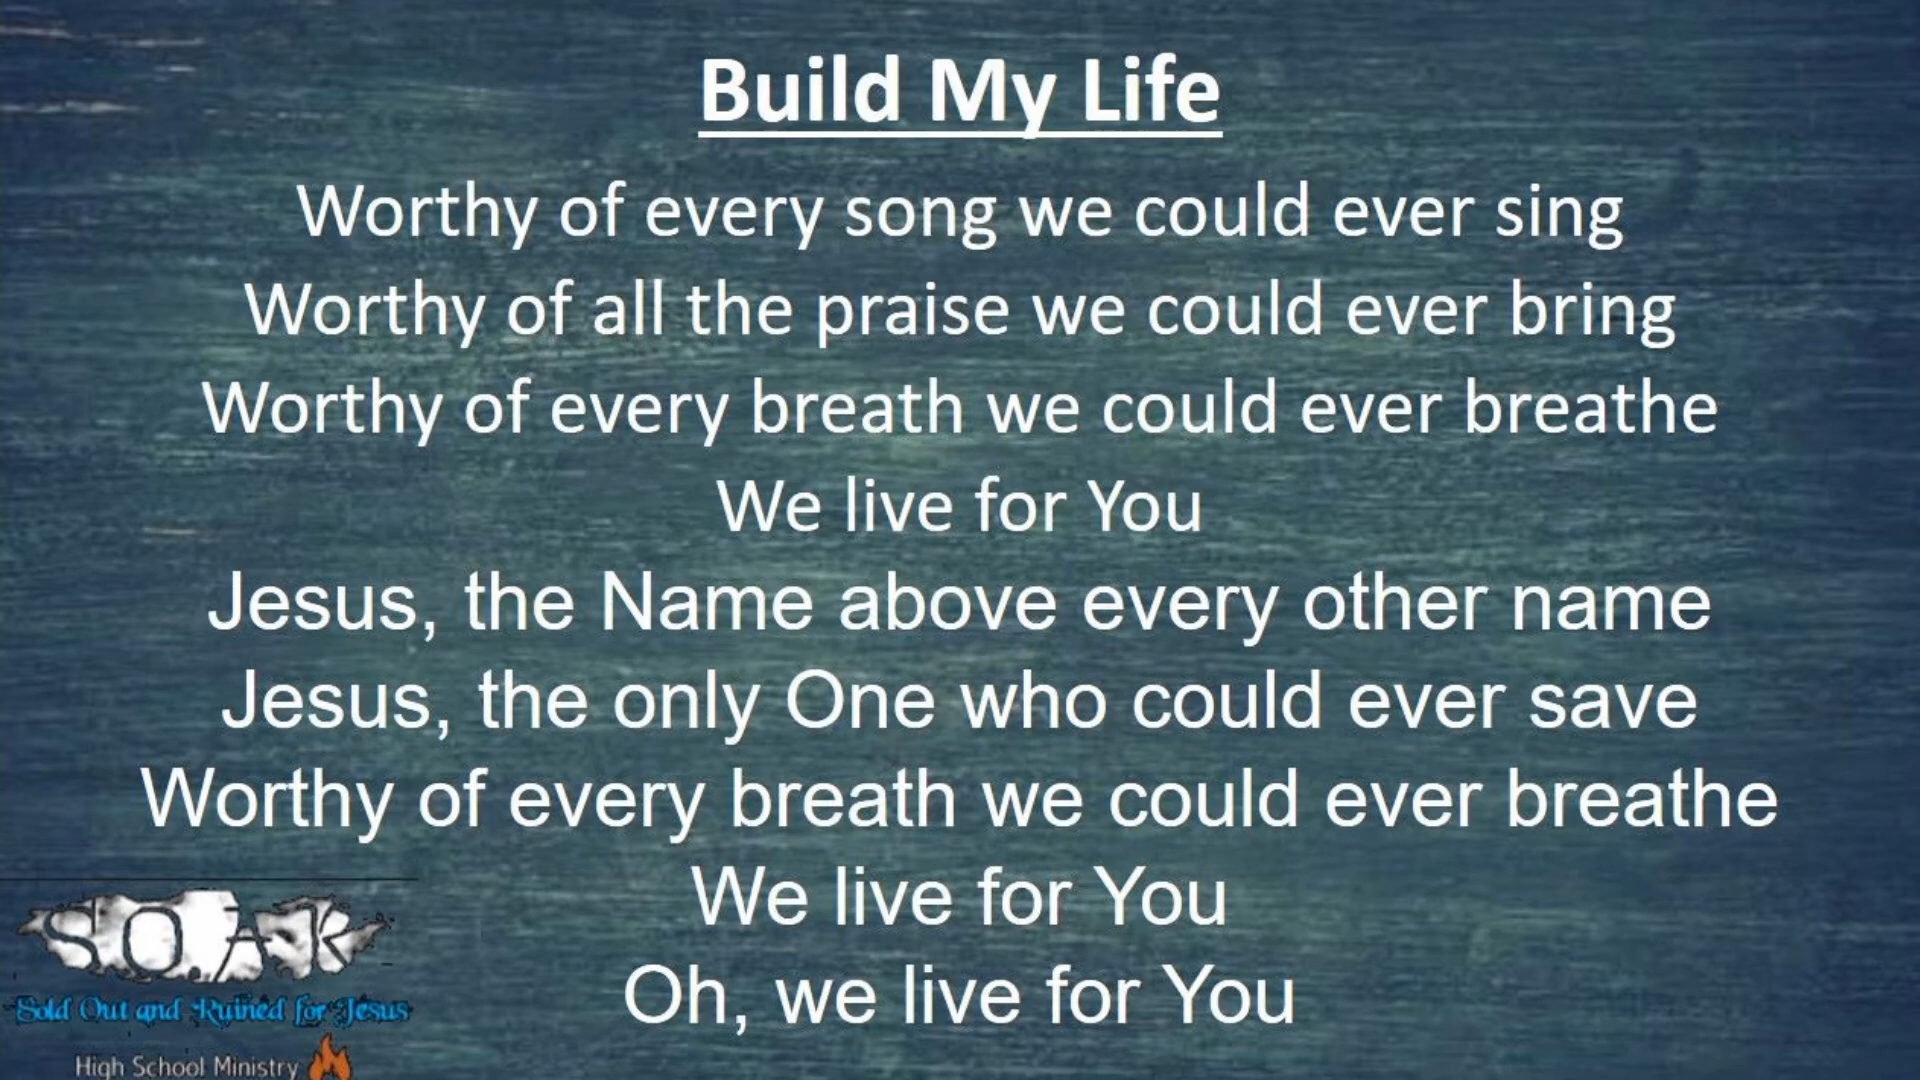 Build My Life
Worthy of every song we could ever sing
Worthy of all the praise we could ever bring
Worthy of every breath we could ever breathe
We live for You
Jesus, the Name above every other name
Jesus, the only One who could ever save
Worthy of every breath we could ever breathe
We live for You
Oh, we live for You
SOAR
Sold Out and Ruined for Jesus
High School Ministry